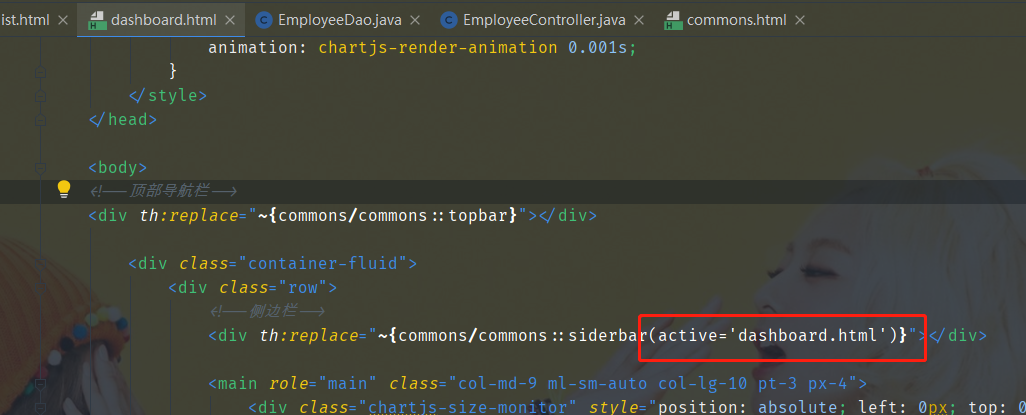 ist.html × dashboard.html × EmployeeDao.java × EmployeeController.java × commons.html ×
animation: chartjs-render-animation 0.001s;
}
</style>
</head>
<body>
<!--顶部导航栏-->
<div th:replace="~{commons/commons::topbar}"></div>
<div class="container-fluid">
<div class="row">
<!--侧边栏-->
<div th:replace="~{commons/commons::siderbar(active='dashboard.html')}"></div>
<main role="main" class="col-md-9 ml-sm-auto col-lg-10 pt-3 px-4">
<div class="chartjs-size-monitor" style="position: absolute; left: 0px; top: 0